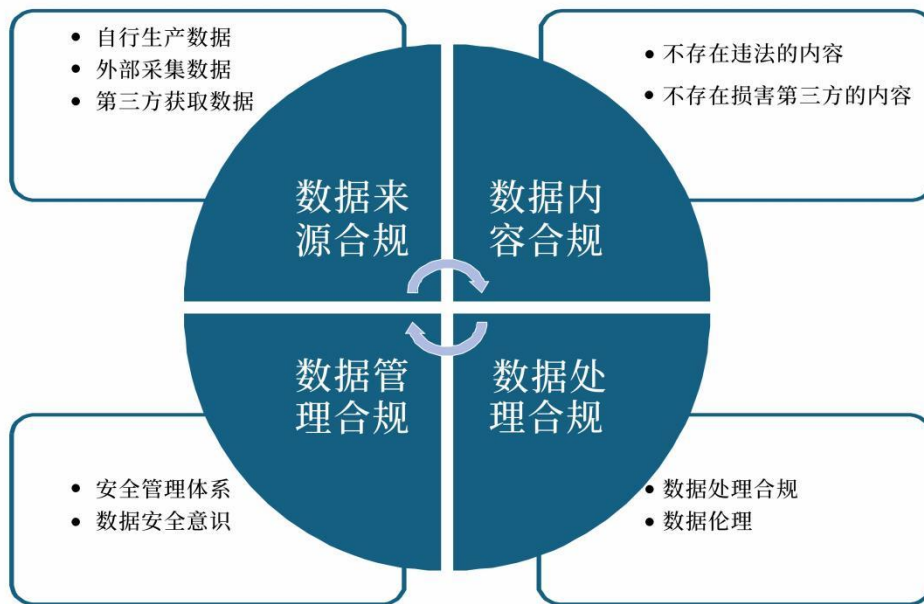 自行生产数据
外部采集数据
第三方获取数据
不存在违法的内容
不存在损害第三方的内容
数据来
源合规
数据内
容合规
数据管
理合规
数据处
理合规
安全管理体系
数据安全意识
数据处理合规
数据伦理